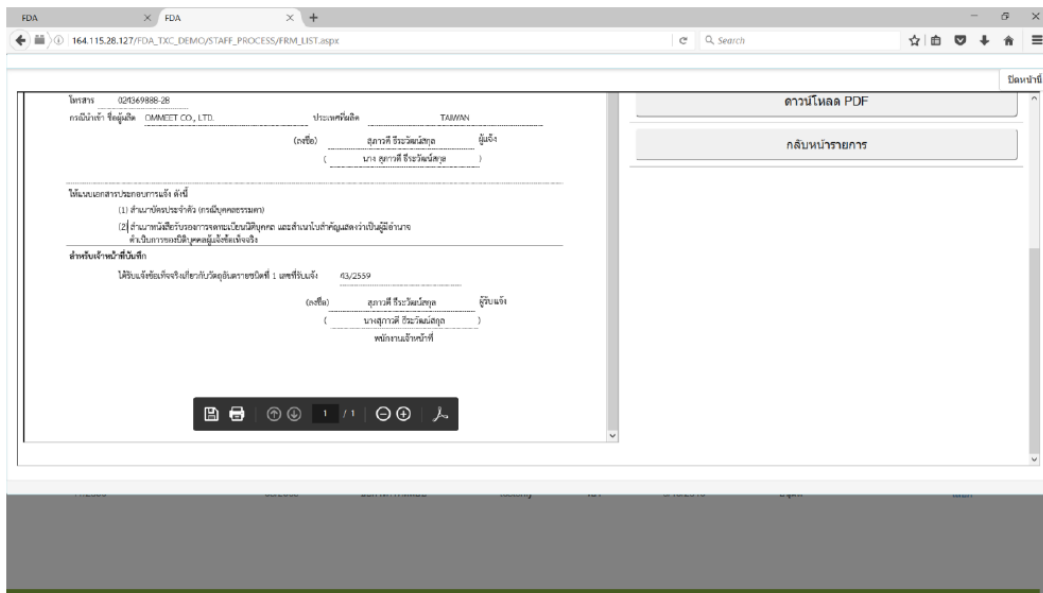 FDA
FDA
164.115.28.127/FDA_TXC_DEMO/STAFF_PROCESS/FRM_LIST.aspx
Search
ปิดหน้านี้
โทรสาร 024369888-28
กรณีนำเข้า ชื่อผู้ผลิต OMMEET CO., LTD. ประเทศที่ผลิต TAIWAN
(ลงชื่อ) สุภาวดี ธีระวัฒน์สกุล ผู้แจ้ง
( นาง สุภาวดี ธีระวัฒน์สกุล )
ให้แนบเอกสารประกอบการแจ้ง ดังนี้
(1) สำเนาบัตรประจำตัว (กรณีบุคคลธรรมดา)
(2) สำเนาหนังสือรับรองการจดทะเบียนนิติบุคคล และสำเนาใบสำคัญแสดงว่าเป็นผู้มีอำนาจ
ดำเนินการของนิติบุคคลผู้แจ้งข้อเท็จจริง
สำหรับเจ้าหน้าที่บันทึก
ได้รับแจ้งข้อเท็จจริงเกี่ยวกับวัตถุอันตรายชนิดที่ 1 เลขที่รับแจ้ง 43/2559
(ลงชื่อ) สุภาวดี ธีระวัฒน์สกุล ผู้รับแจ้ง
( นางสุภาวดี ธีระวัฒน์สกุล )
พนักงานเจ้าหน้าที่
1 / 1
ดาวน์โหลด PDF
กลับหน้ารายการ